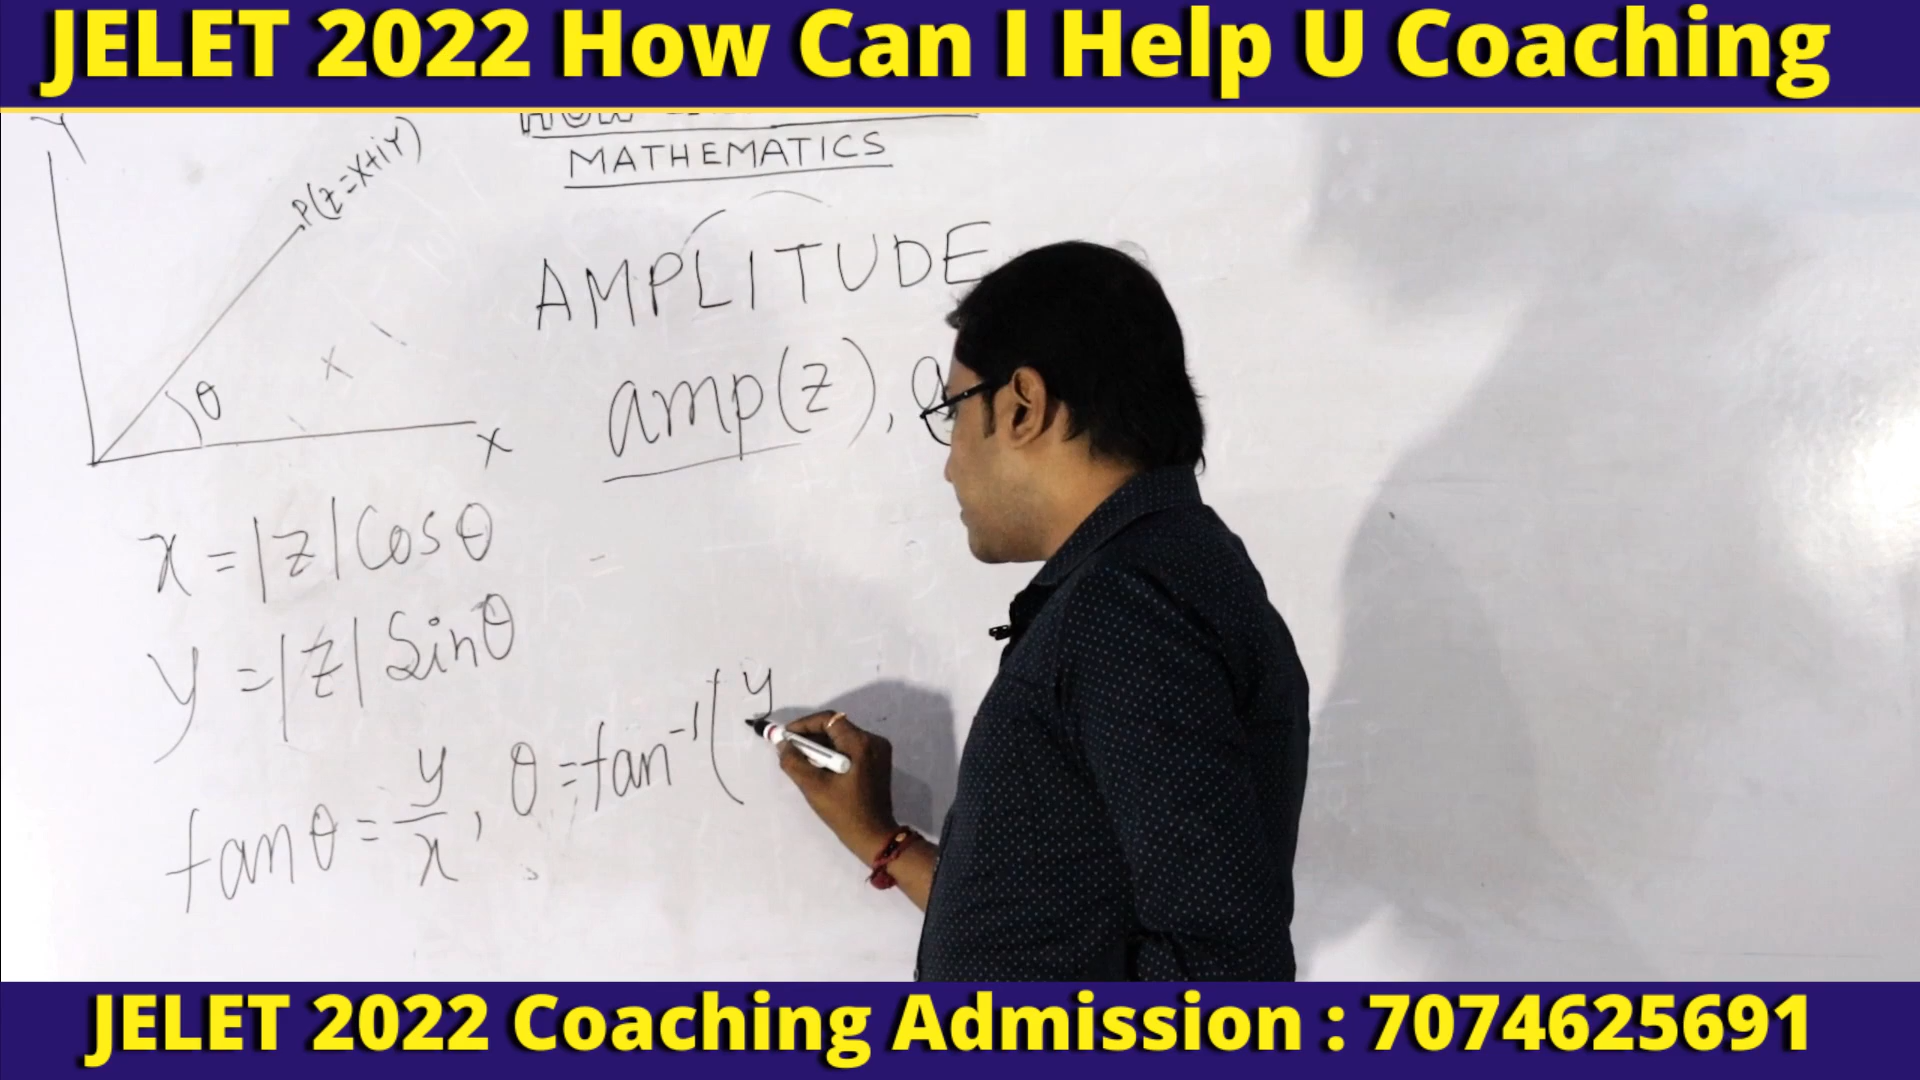 JELET 2022 How Can I Help U Coaching
MATHEMATICS
Y
P(z=x+iy)
θ
x
X
AMPLITUDE
amp(z),
x = |z| Cosθ
y = |z| Sinθ
tanθ = y/x, θ = tan⁻¹(y
JELET 2022 Coaching Admission : 7074625691